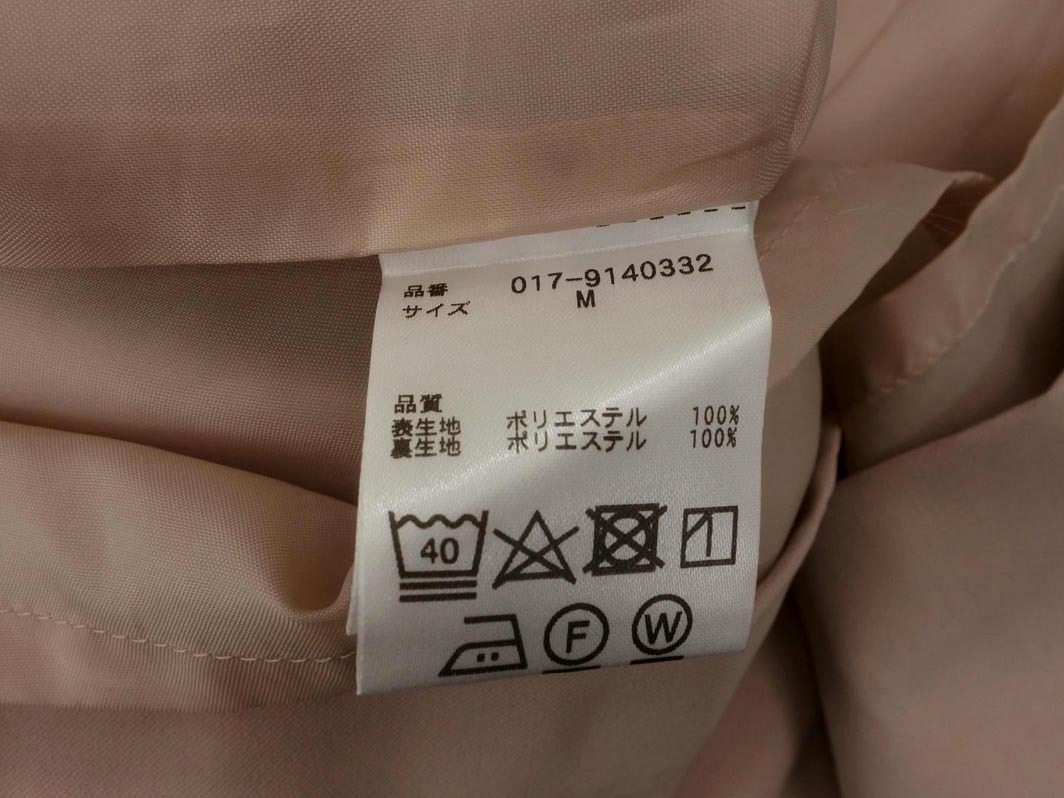 品番 017-9140332
サイズ M
品質
表生地 ポリエステル 100%
裏生地 ポリエステル 100%
40
F W